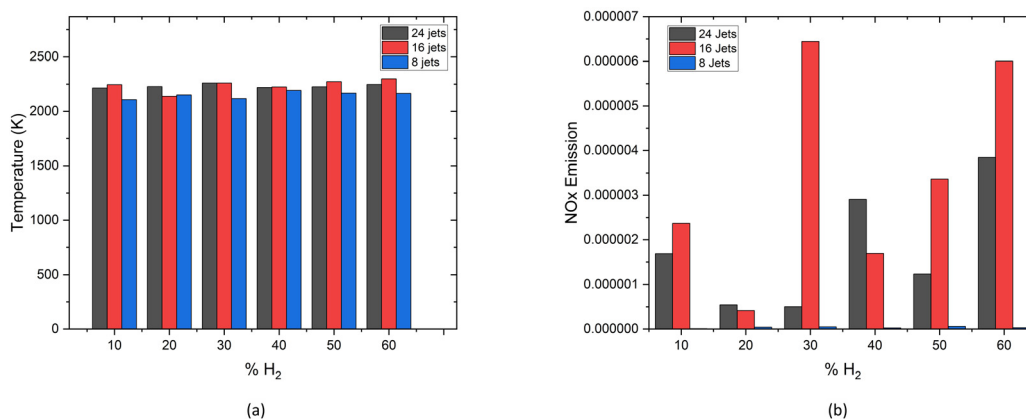 24 jets
16 jets
8 jets
2500
2000
1500
1000
500
0
Temperature (K)
10 20 30 40 50 60
% H2
(a)
24 Jets
16 Jets
8 Jets
0.000007
0.000006
0.000005
0.000004
0.000003
0.000002
0.000001
0.000000
NOx Emission
10 20 30 40 50 60
% H2
(b)